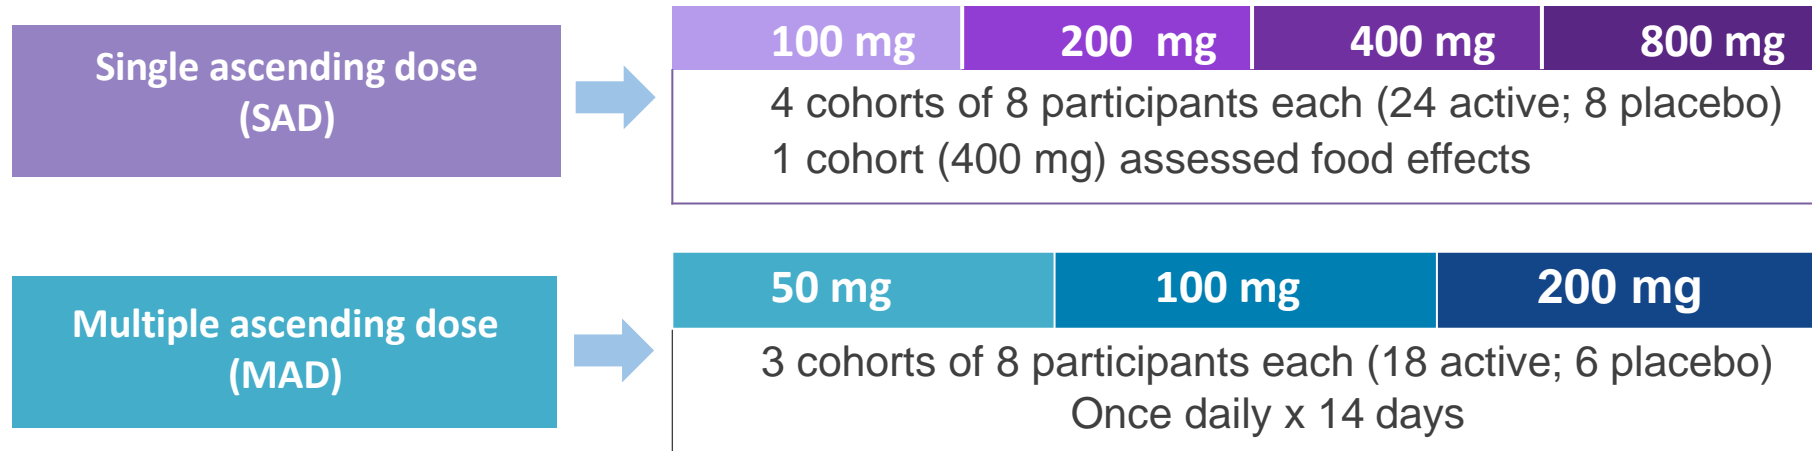 Single ascending dose
(SAD)
100 mg
200 mg
400 mg
800 mg
4 cohorts of 8 participants each (24 active; 8 placebo)
1 cohort (400 mg) assessed food effects
Multiple ascending dose
(MAD)
50 mg
100 mg
200 mg
3 cohorts of 8 participants each (18 active; 6 placebo)
Once daily x 14 days